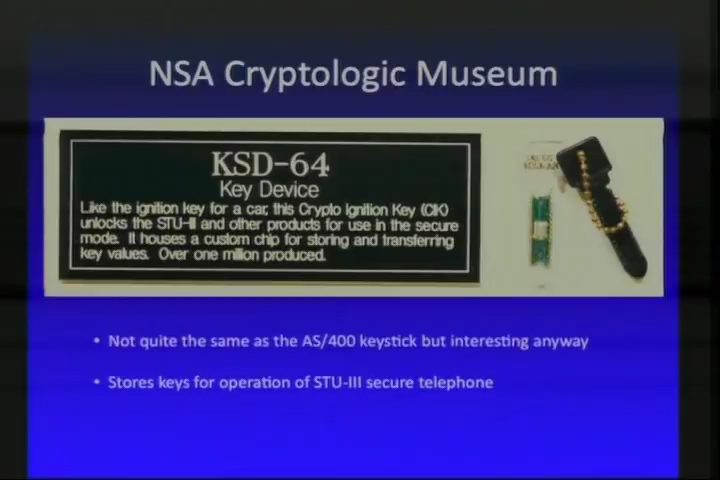 NSA Cryptologic Museum
KSD-64
Key Device
Like the ignition key for a car, this Crypto Ignition Key (CIK)
unlocks the STU-III and other products for use in the secure
mode. It houses a custom chip for storing and transferring
key values. Over one million produced.
• Not quite the same as the AS/400 keystick but interesting anyway
• Stores keys for operation of STU-III secure telephone